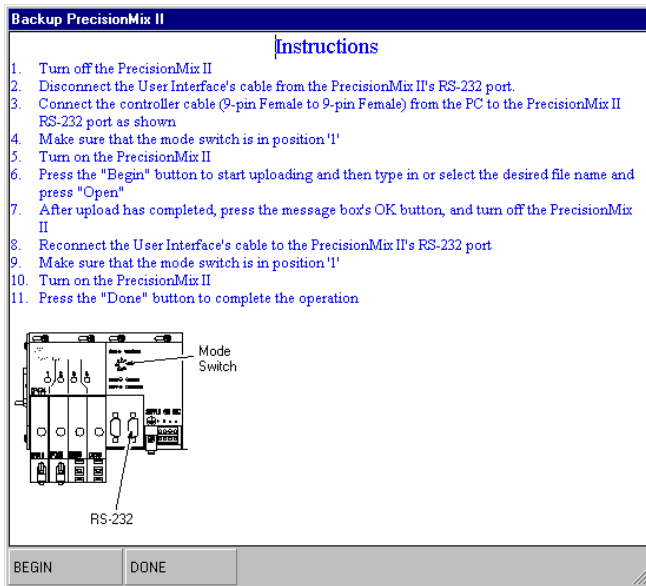 Backup PrecisionMix II
Instructions
1. Turn off the PrecisionMix II
2. Disconnect the User Interface's cable from the PrecisionMix II's RS-232 port.
3. Connect the controller cable (9-pin Female to 9-pin Female) from the PC to the PrecisionMix II
RS-232 port as shown
4. Make sure that the mode switch is in position '1'
5. Turn on the PrecisionMix II
6. Press the "Begin" button to start uploading and then type in or select the desired file name and
press "Open"
7. After upload has completed, press the message box's OK button, and turn off the PrecisionMix
II
8. Reconnect the User Interface's cable to the PrecisionMix II's RS-232 port
9. Make sure that the mode switch is in position '1'
10. Turn on the PrecisionMix II
11. Press the "Done" button to complete the operation
Mode
Switch
RS-232
BEGIN
DONE